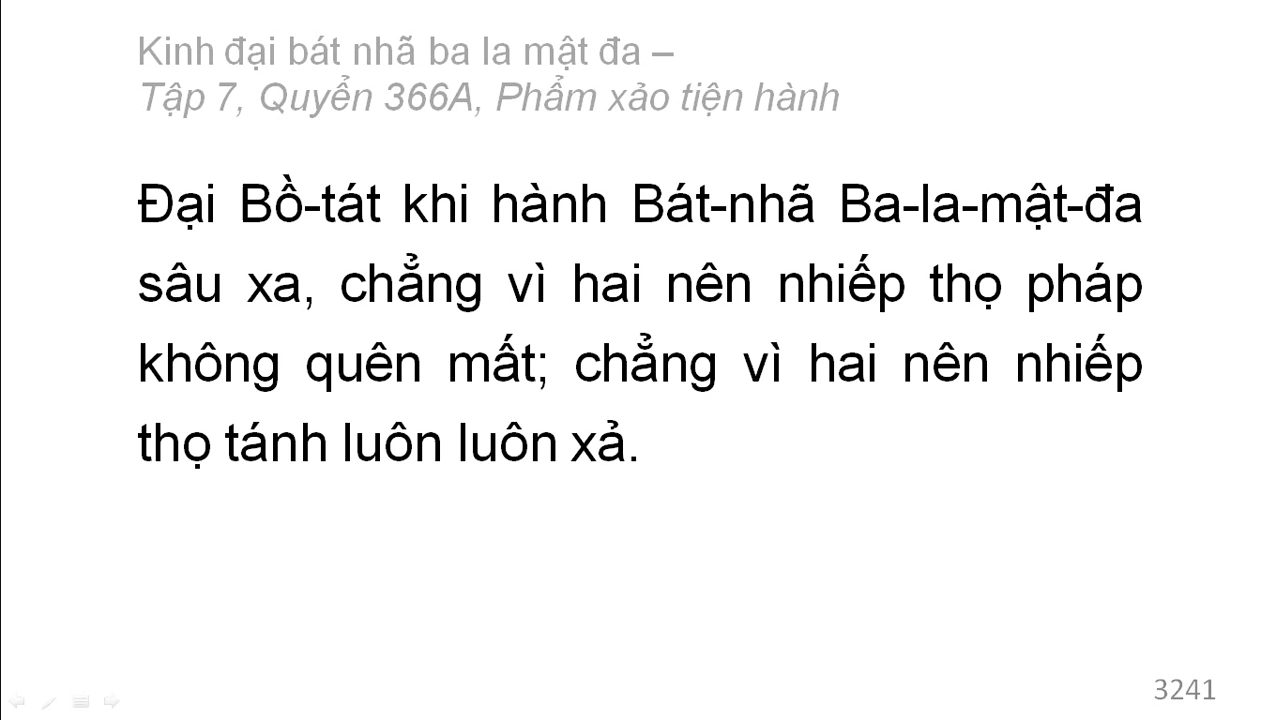 Kinh đại bát nhã ba la mật đa –
Tập 7, Quyển 366A, Phẩm xảo tiện hành
Đại Bồ-tát khi hành Bát-nhã Ba-la-mật-đa
sâu xa, chẳng vì hai nên nhiếp thọ pháp
không quên mất; chẳng vì hai nên nhiếp
thọ tánh luôn luôn xả.
3241